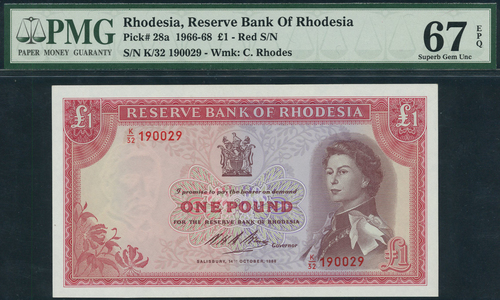 PMG
PAPER MONEY GUARANTY
Rhodesia, Reserve Bank Of Rhodesia
Pick# 28a 1966-68 £1 - Red S/N
S/N K/32 190029 - Wmk: C. Rhodes
67 EPQ
Superb Gem Unc
£1
RESERVE BANK OF RHODESIA
K/32 190029
I promise to pay the bearer on demand
ONE POUND
FOR THE RESERVE BANK OF RHODESIA
Governor
K/32 190029
£1